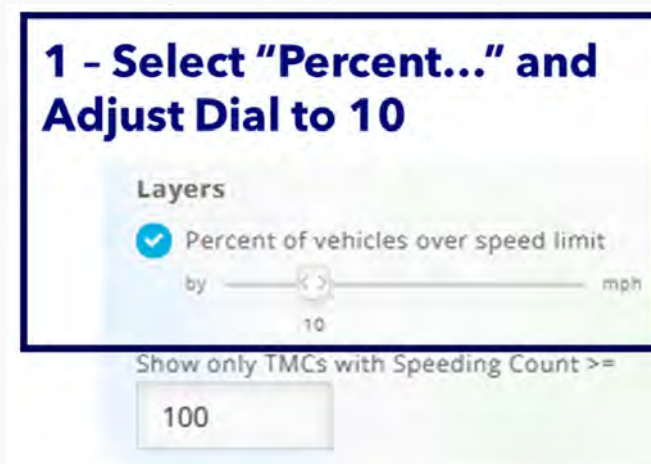 1 – Select “Percent...” and
Adjust Dial to 10
Layers
Percent of vehicles over speed limit
by < > mph
10
Show only TMCs with Speeding Count >=
100